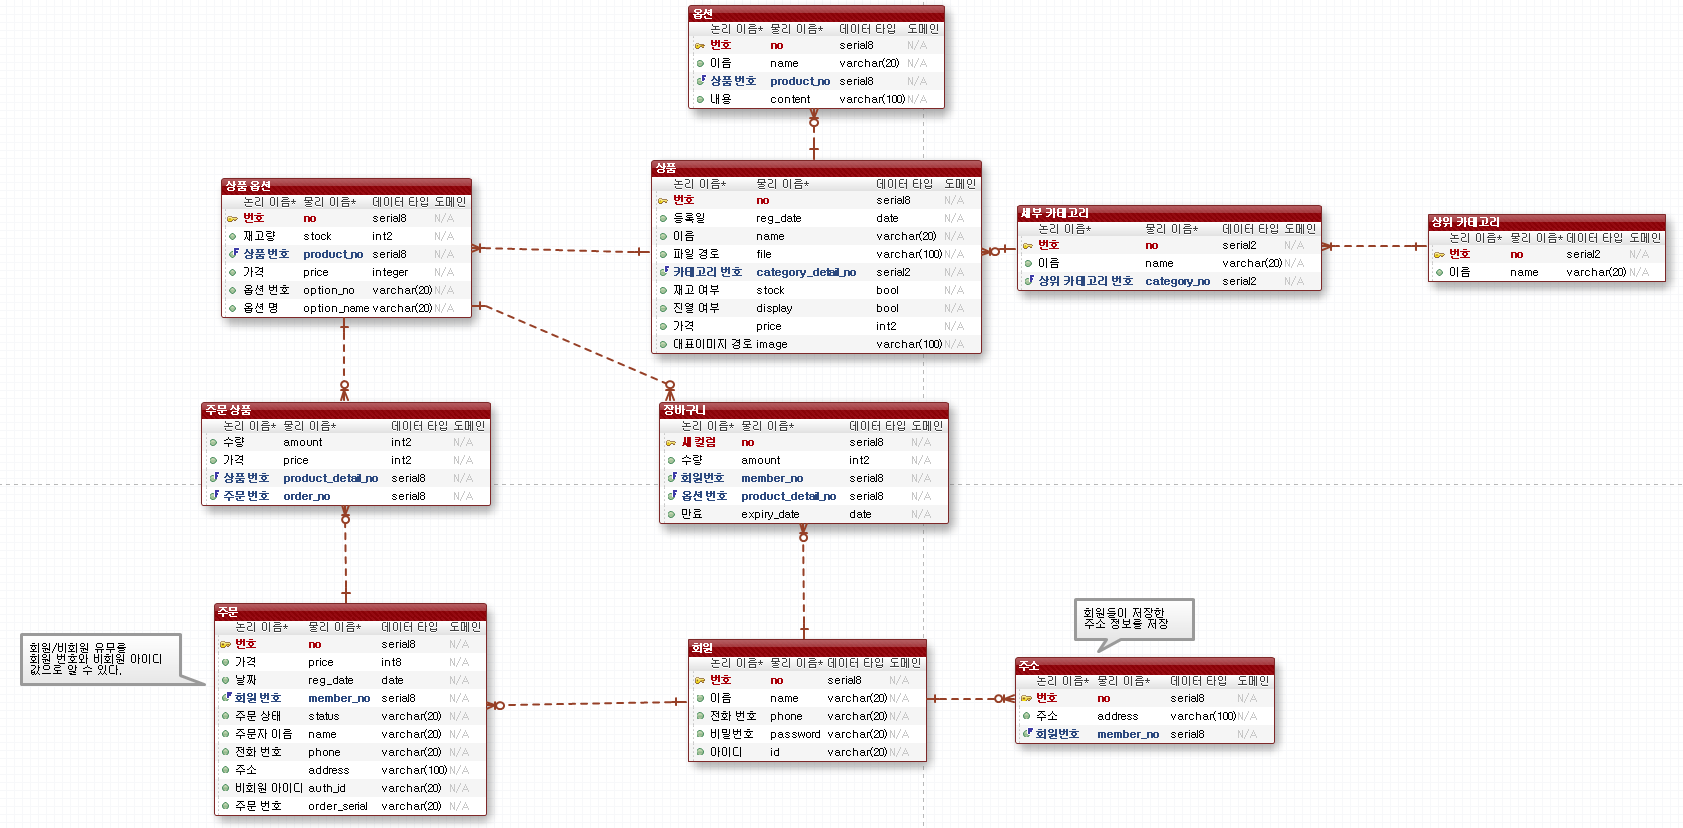 옵션
논리 이름* 물리 이름* 데이터 타입 도메인
번호 no serial8 N/A
이름 name varchar(20) N/A
상품 번호 product_no serial8 N/A
내용 content varchar(100) N/A
상품 옵션
논리 이름* 물리 이름* 데이터 타입 도메인
번호 no serial8 N/A
재고량 stock int2 N/A
상품 번호 product_no serial8 N/A
가격 price integer N/A
옵션 번호 option_no varchar(20) N/A
옵션 명 option_name varchar(20) N/A
상품
논리 이름* 물리 이름* 데이터 타입 도메인
번호 no serial8 N/A
등록일 reg_date date N/A
이름 name varchar(20) N/A
파일 경로 file varchar(100) N/A
카테고리 번호 category_detail_no serial2 N/A
재고 여부 stock bool N/A
진열 여부 display bool N/A
가격 price int2 N/A
대표이미지 경로 image varchar(100) N/A
세부 카테고리
논리 이름* 물리 이름* 데이터 타입 도메인
번호 no serial2 N/A
이름 name varchar(20) N/A
상위 카테고리 번호 category_no serial2 N/A
상위 카테고리
논리 이름* 물리 이름* 데이터 타입 도메인
번호 no serial2 N/A
이름 name varchar(20) N/A
주문 상품
논리 이름* 물리 이름* 데이터 타입 도메인
수량 amount int2 N/A
가격 price int2 N/A
상품 번호 product_detail_no serial8 N/A
주문 번호 order_no serial8 N/A
장바구니
논리 이름* 물리 이름* 데이터 타입 도메인
새 컬럼 no serial8 N/A
수량 amount int2 N/A
회원번호 member_no serial8 N/A
옵션 번호 product_detail_no serial8 N/A
만료 expiry_date date N/A
회원/비회원 유무을
회원 번호와 비회원 아이디
값으로 알 수 있다.
주문
논리 이름* 물리 이름* 데이터 타입 도메인
번호 no serial8 N/A
가격 price int8 N/A
날짜 reg_date date N/A
회원 번호 member_no serial8 N/A
주문 상태 status varchar(20) N/A
주문자 이름 name varchar(20) N/A
전화 번호 phone varchar(20) N/A
주소 address varchar(100) N/A
비회원 아이디 auth_id varchar(20) N/A
주문 번호 order_serial varchar(20) N/A
회원
논리 이름* 물리 이름* 데이터 타입 도메인
번호 no serial8 N/A
이름 name varchar(20) N/A
전화 번호 phone varchar(20) N/A
비밀번호 password varchar(20) N/A
아이디 id varchar(20) N/A
회원들이 저장한
주소 정보를 저장
주소
논리 이름* 물리 이름* 데이터 타입 도메인
번호 no serial8 N/A
주소 address varchar(100) N/A
회원번호 member_no serial8 N/A